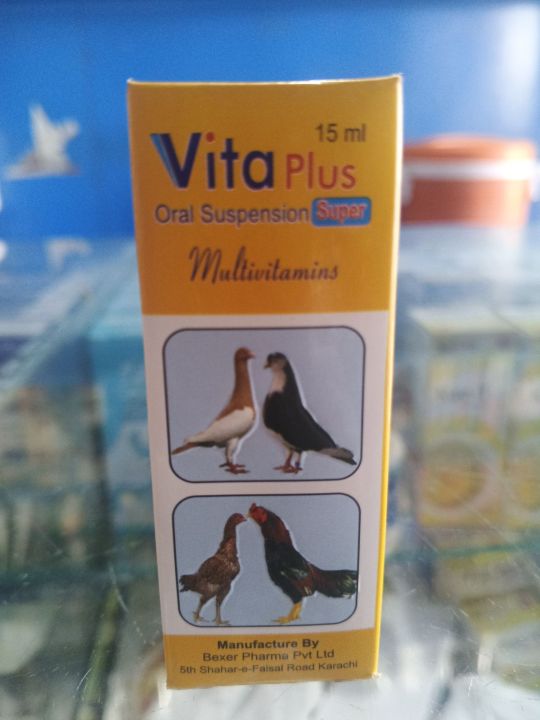 15 ml
Vita Plus
Oral Suspension Super
Multivitamins
Manufacture By
Bexer Pharma Pvt Ltd
5th Shahar-e-Faisal Road Karachi